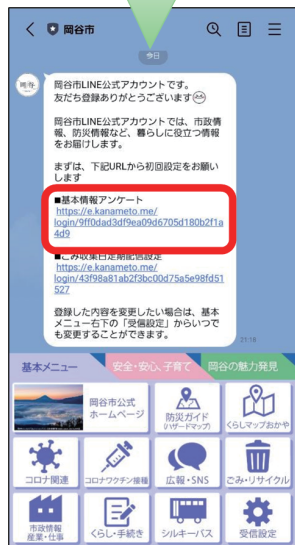 岡谷市
今日
岡谷市LINE公式アカウントです。
友だち登録ありがとうございます
岡谷市LINE公式アカウントでは、市政情
報、防災情報など、暮らしに役立つ情報
をお届けします。
まずは、下記URLから初回設定をお願い
します
■基本情報アンケート
https://e.kanameto.me/
login/9ff0dad3df9ea09d6705d180b2f1a
4d9
■ごみ収集日定期配信設定
https://e.kanameto.me/
login/43f98a81ab2f3bc00d75a5e98fd51
527
登録した内容を変更したい場合は、基本
メニュー右下の「受信設定」からいつで
も変更することができます。
21:18
基本メニュー 安全・安心、子育て 岡谷の魅力発見
岡谷市公式
ホームページ
防災ガイド
(ハザードマップ)
くらしマップおかや
コロナ関連 コロナワクチン接種 広報・SNS ごみ・リサイクル
市政情報
産業・仕事
くらし・手続き シルキーバス 受信設定